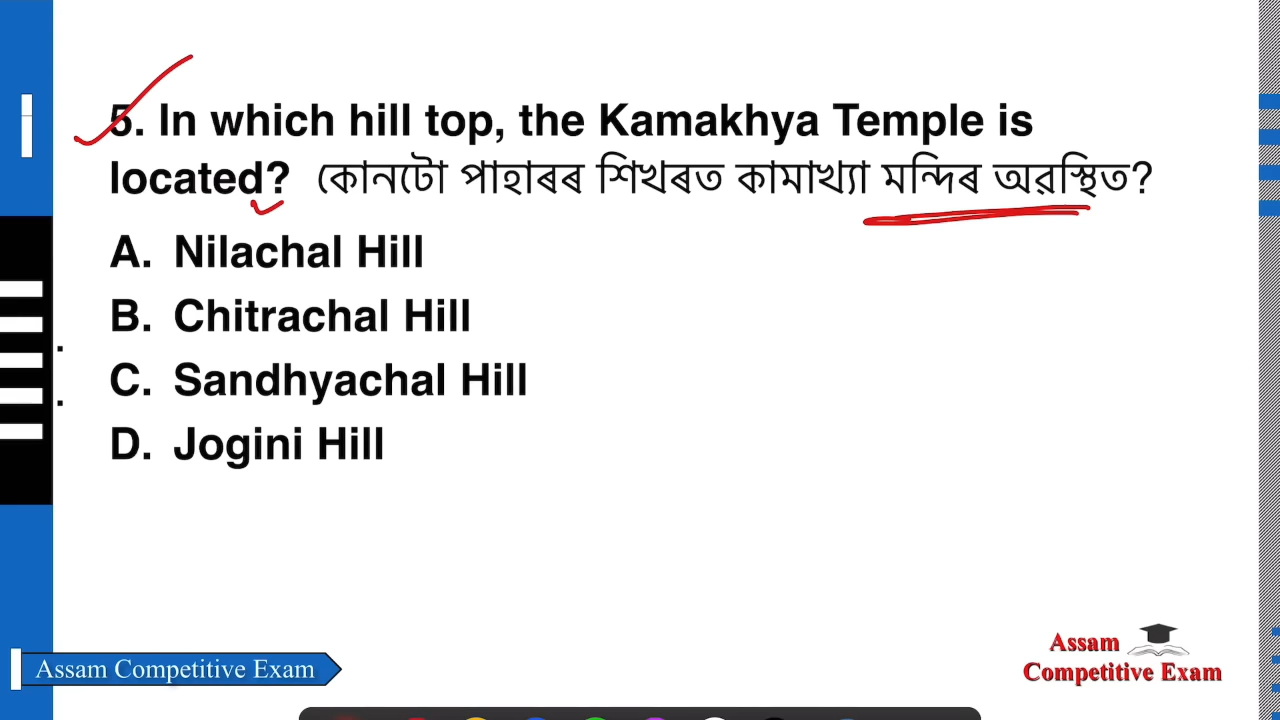 5. In which hill top, the Kamakhya Temple is
located? কোনটো পাহাৰৰ শিখৰত কামাখ্যা মন্দিৰ অৱস্থিত?
A. Nilachal Hill
B. Chitrachal Hill
C. Sandhyachal Hill
D. Jogini Hill
Assam Competitive Exam
Assam
Competitive Exam